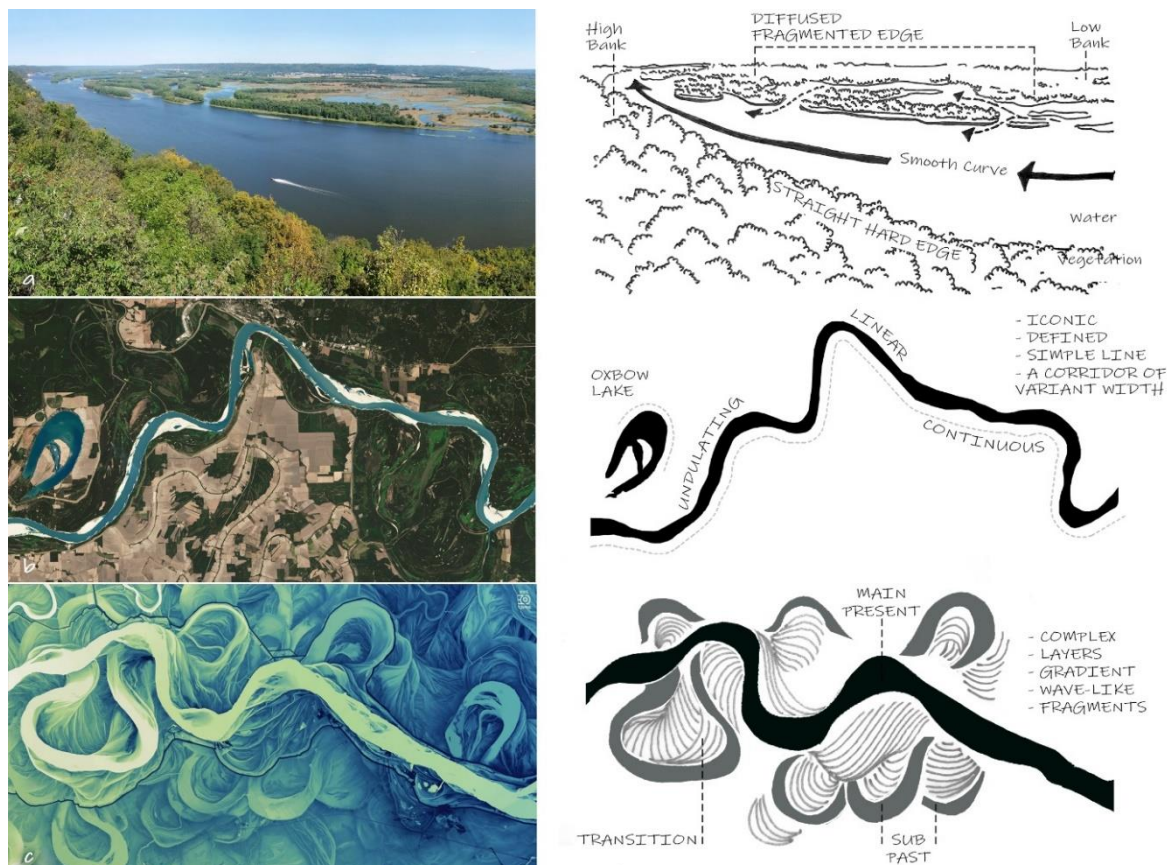 High
Bank
DIFFUSED
FRAGMENTED EDGE
Low
Bank
Smooth Curve
STRAIGHT HARD EDGE
Water
Vegetation
a
OXBOW
LAKE
UNDULATING
LINEAR
CONTINUOUS
- ICONIC
- DEFINED
- SIMPLE LINE
- A CORRIDOR OF
VARIANT WIDTH
b
MAIN
PRESENT
- COMPLEX
- LAYERS
- GRADIENT
- WAVE-LIKE
- FRAGMENTS
TRANSITION
SUB
PAST
c